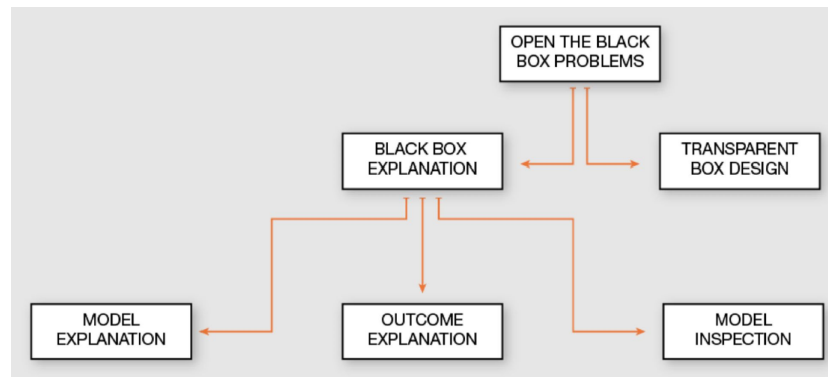 OPEN THE BLACK
BOX PROBLEMS
BLACK BOX
EXPLANATION
TRANSPARENT
BOX DESIGN
MODEL
EXPLANATION
OUTCOME
EXPLANATION
MODEL
INSPECTION